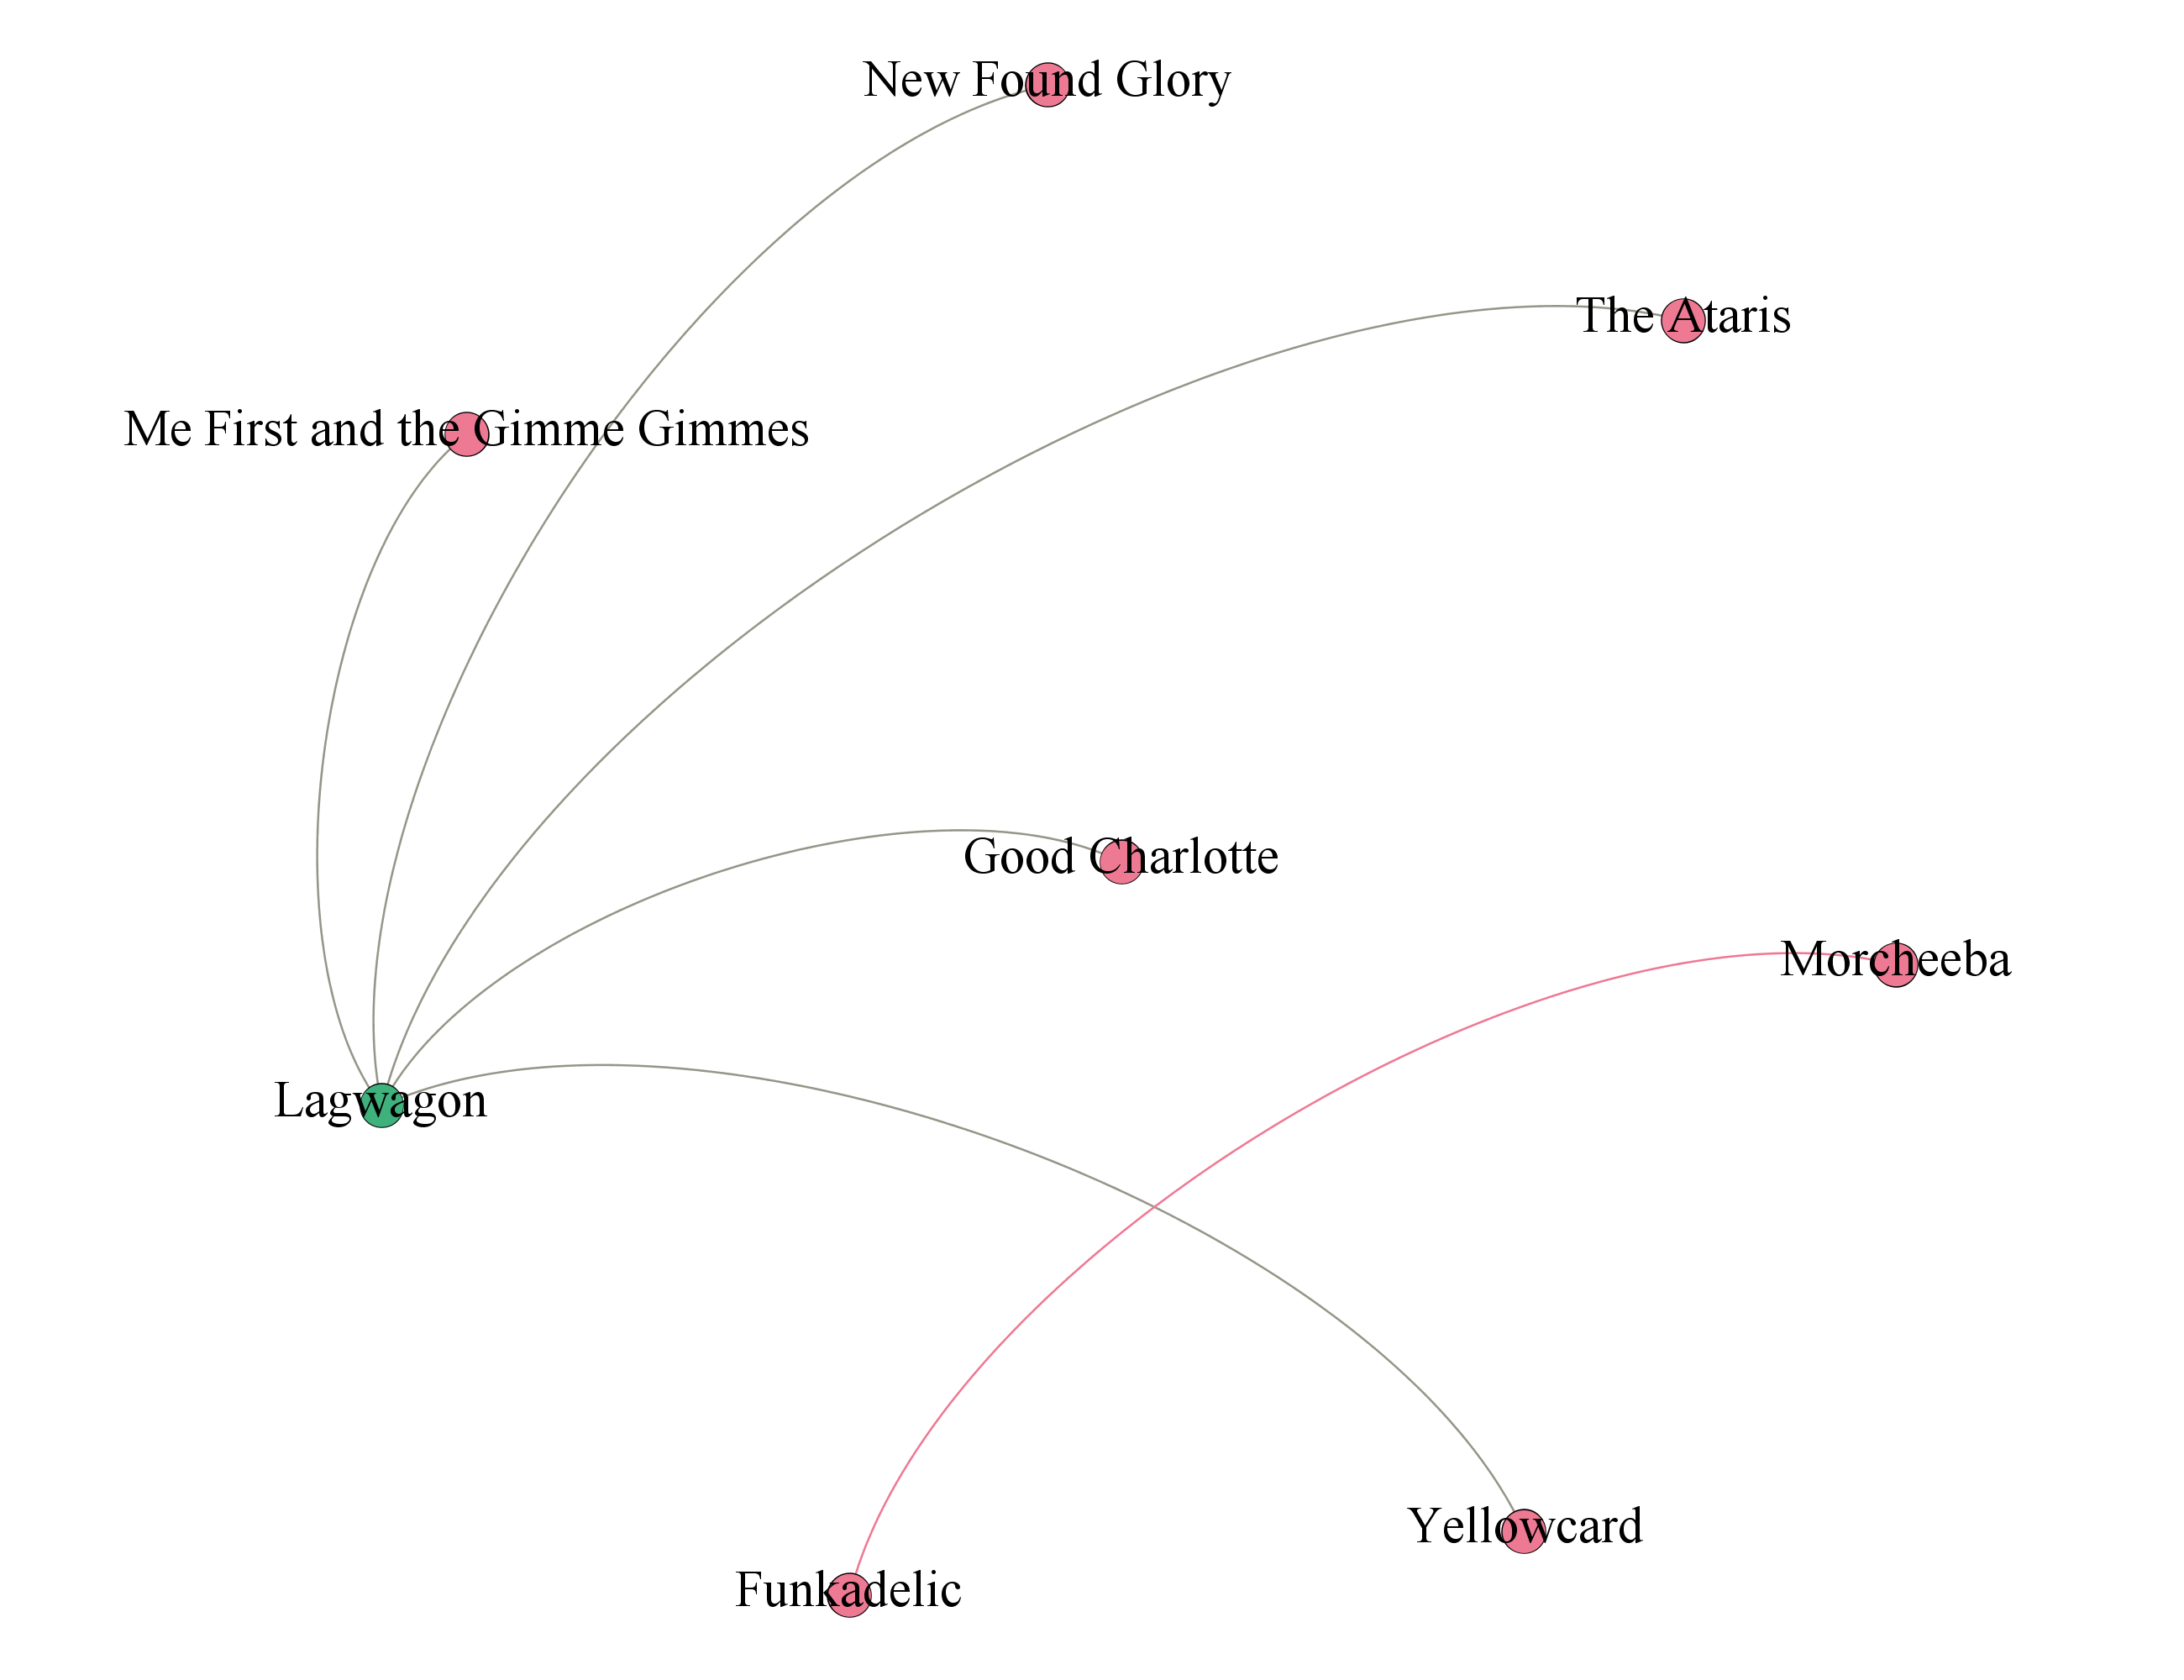 New Found Glory
The Ataris
Me First and the Gimme Gimmes
Good Charlotte
Morcheeba
Lagwagon
Yellowcard
Funkadelic